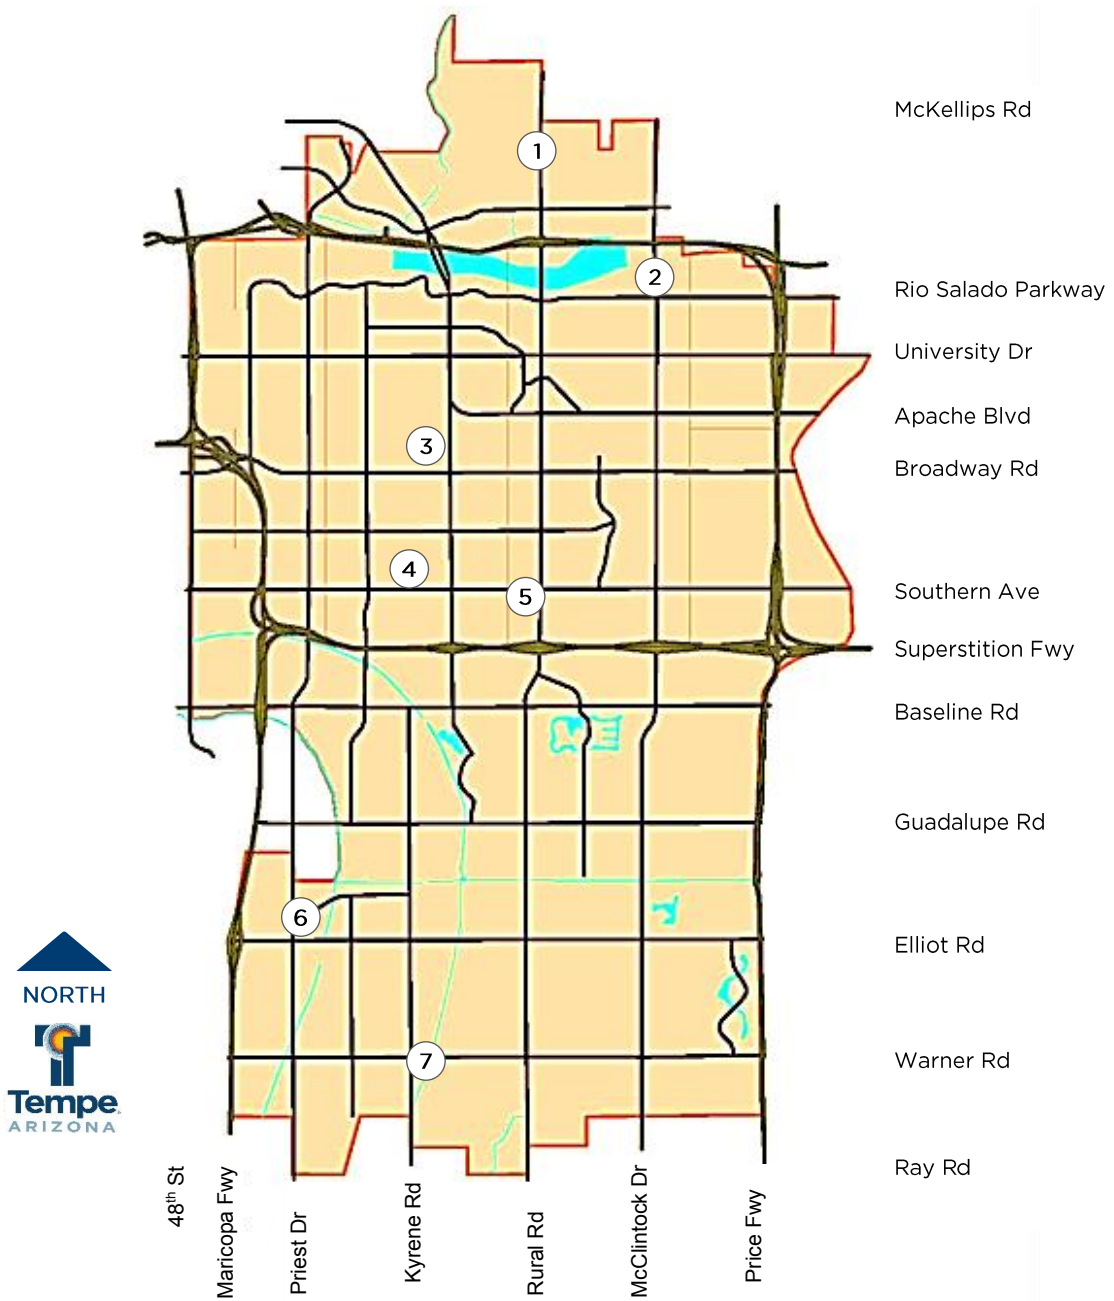 McKellips Rd
1
2
Rio Salado Parkway
University Dr
Apache Blvd
3
Broadway Rd
4
5
Southern Ave
Superstition Fwy
Baseline Rd
Guadalupe Rd
6
Elliot Rd
NORTH
7
Warner Rd
Tempe
ARIZONA
Ray Rd
48th St
Maricopa Fwy
Priest Dr
Kyrene Rd
Rural Rd
McClintock Dr
Price Fwy